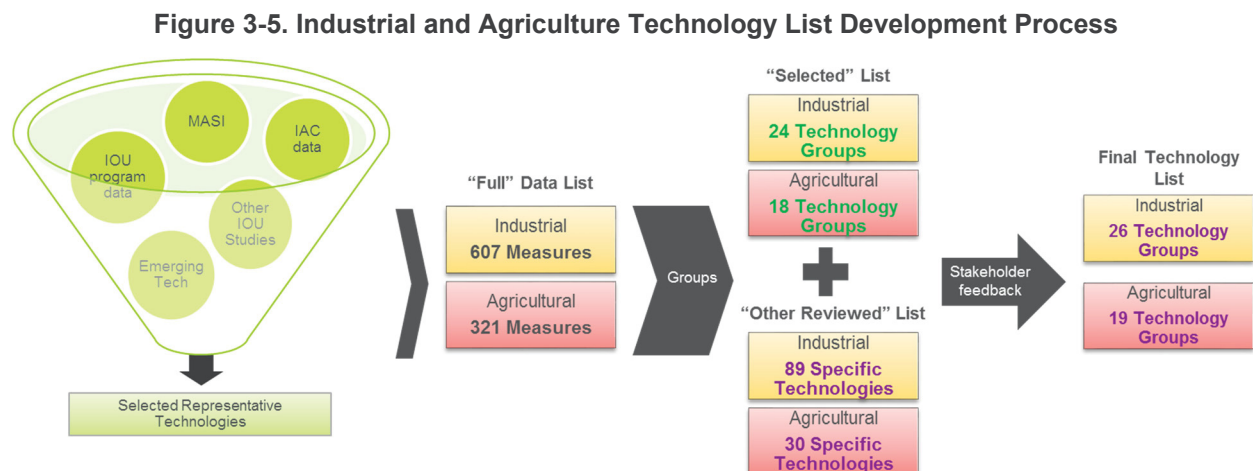 Figure 3-5. Industrial and Agriculture Technology List Development Process
MASI
IAC
data
IOU
program
data
Other
IOU
Studies
Emerging
Tech
Selected Representative
Technologies
“Full” Data List
Industrial
607 Measures
Agricultural
321 Measures
Groups
“Selected” List
Industrial
24 Technology
Groups
Agricultural
18 Technology
Groups
“Other Reviewed” List
Industrial
89 Specific
Technologies
Agricultural
30 Specific
Technologies
Stakeholder
feedback
Final Technology
List
Industrial
26 Technology
Groups
Agricultural
19 Technology
Groups